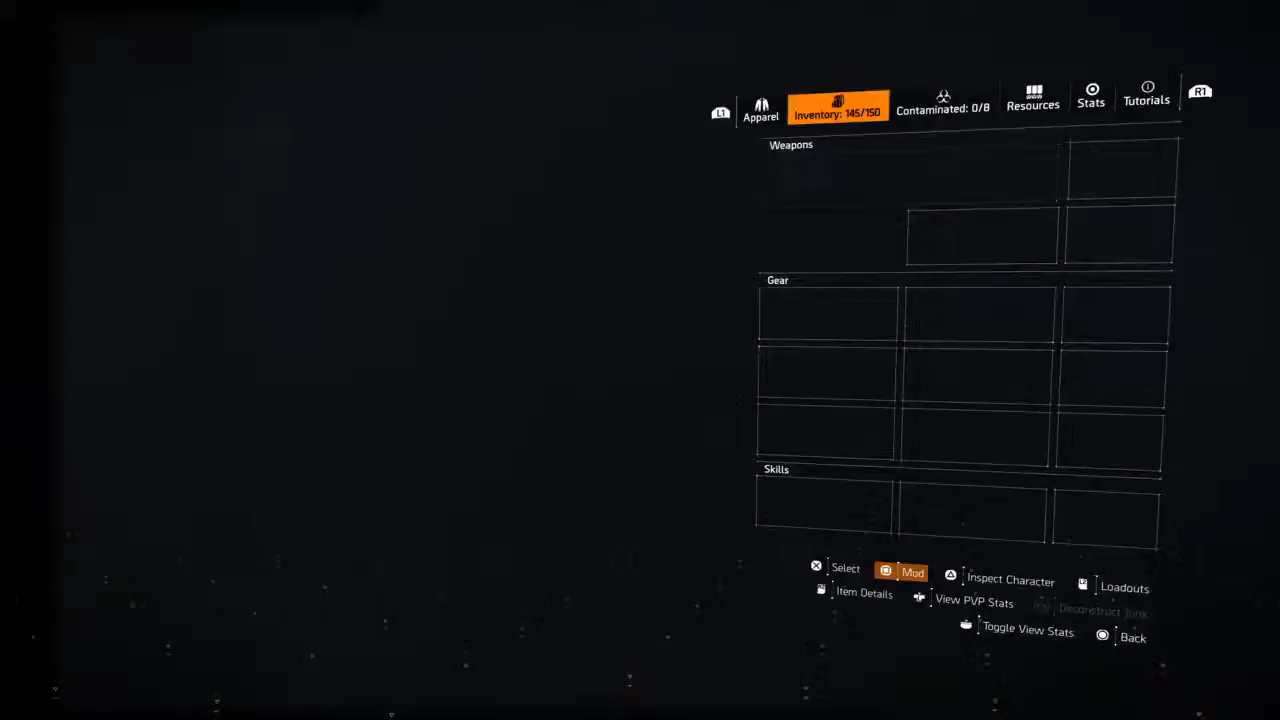 L1 Apparel Inventory: 145/150 Contaminated: 0/8 Resources Stats Tutorials R1
Weapons
Gear
Skills
Select Mod Inspect Character Loadouts
Item Details View PVP Stats Deconstruct Junk
Toggle View Stats Back